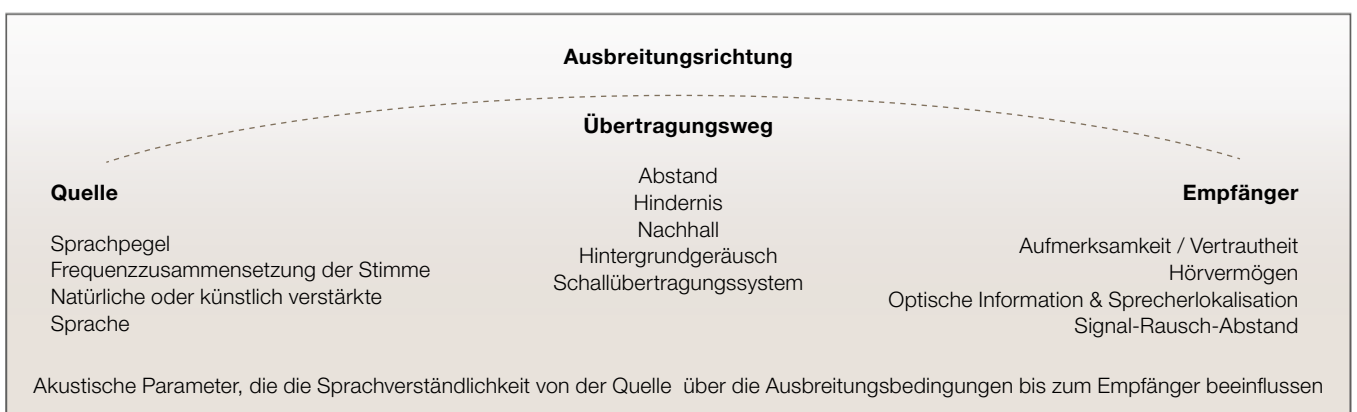 Ausbreitungsrichtung
Übertragungsweg
Quelle
Sprachpegel
Frequenzzusammensetzung der Stimme
Natürliche oder künstlich verstärkte
Sprache
Abstand
Hindernis
Nachhall
Hintergrundgeräusch
Schallübertragungssystem
Empfänger
Aufmerksamkeit / Vertrautheit
Hörvermögen
Optische Information & Sprecherlokalisation
Signal-Rausch-Abstand
Akustische Parameter, die die Sprachverständlichkeit von der Quelle über die Ausbreitungsbedingungen bis zum Empfänger beeinflussen